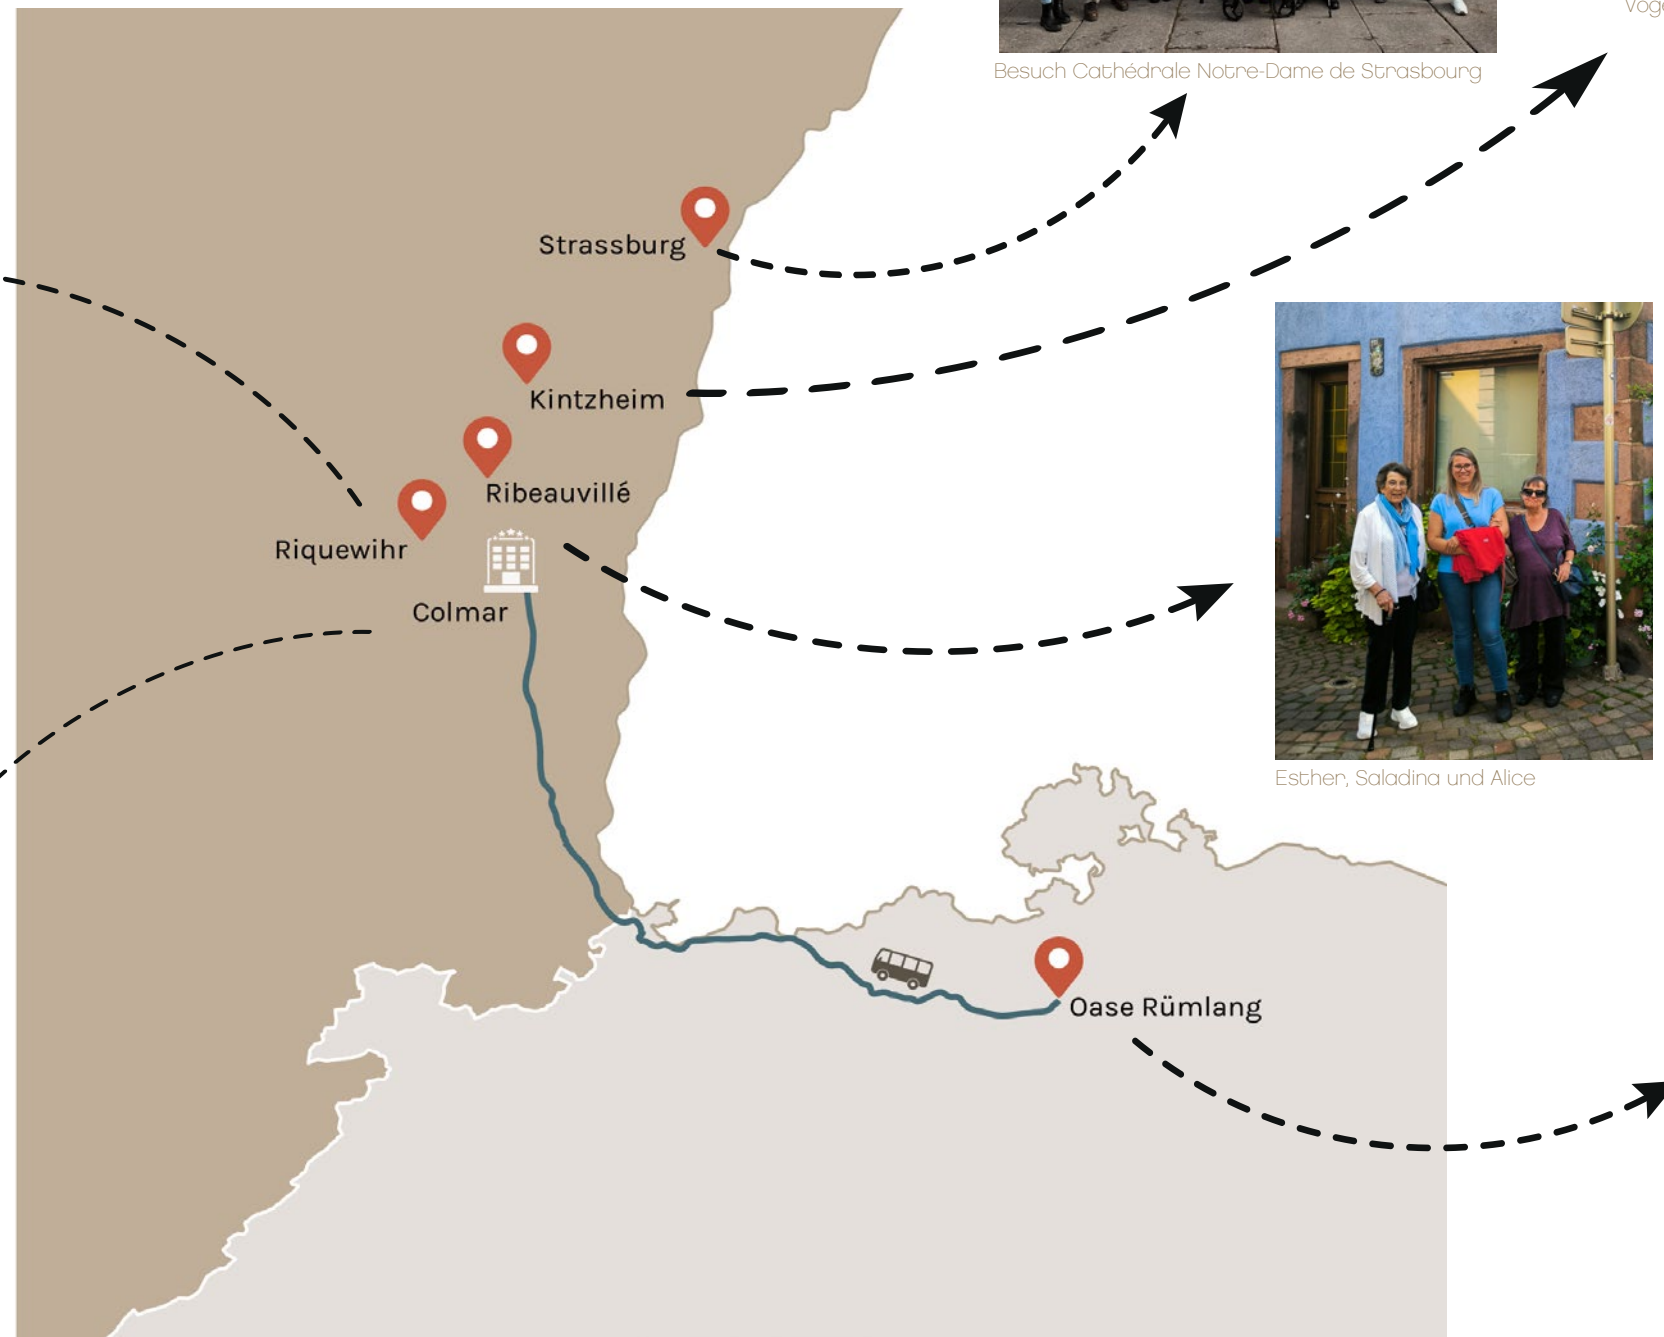 Besuch Cathédrale Notre-Dame de Strasbourg
Strassburg
Kintzheim
Ribeauvillé
Riquewihr
Colmar
Esther, Saladina und Alice
Oase Rümlang